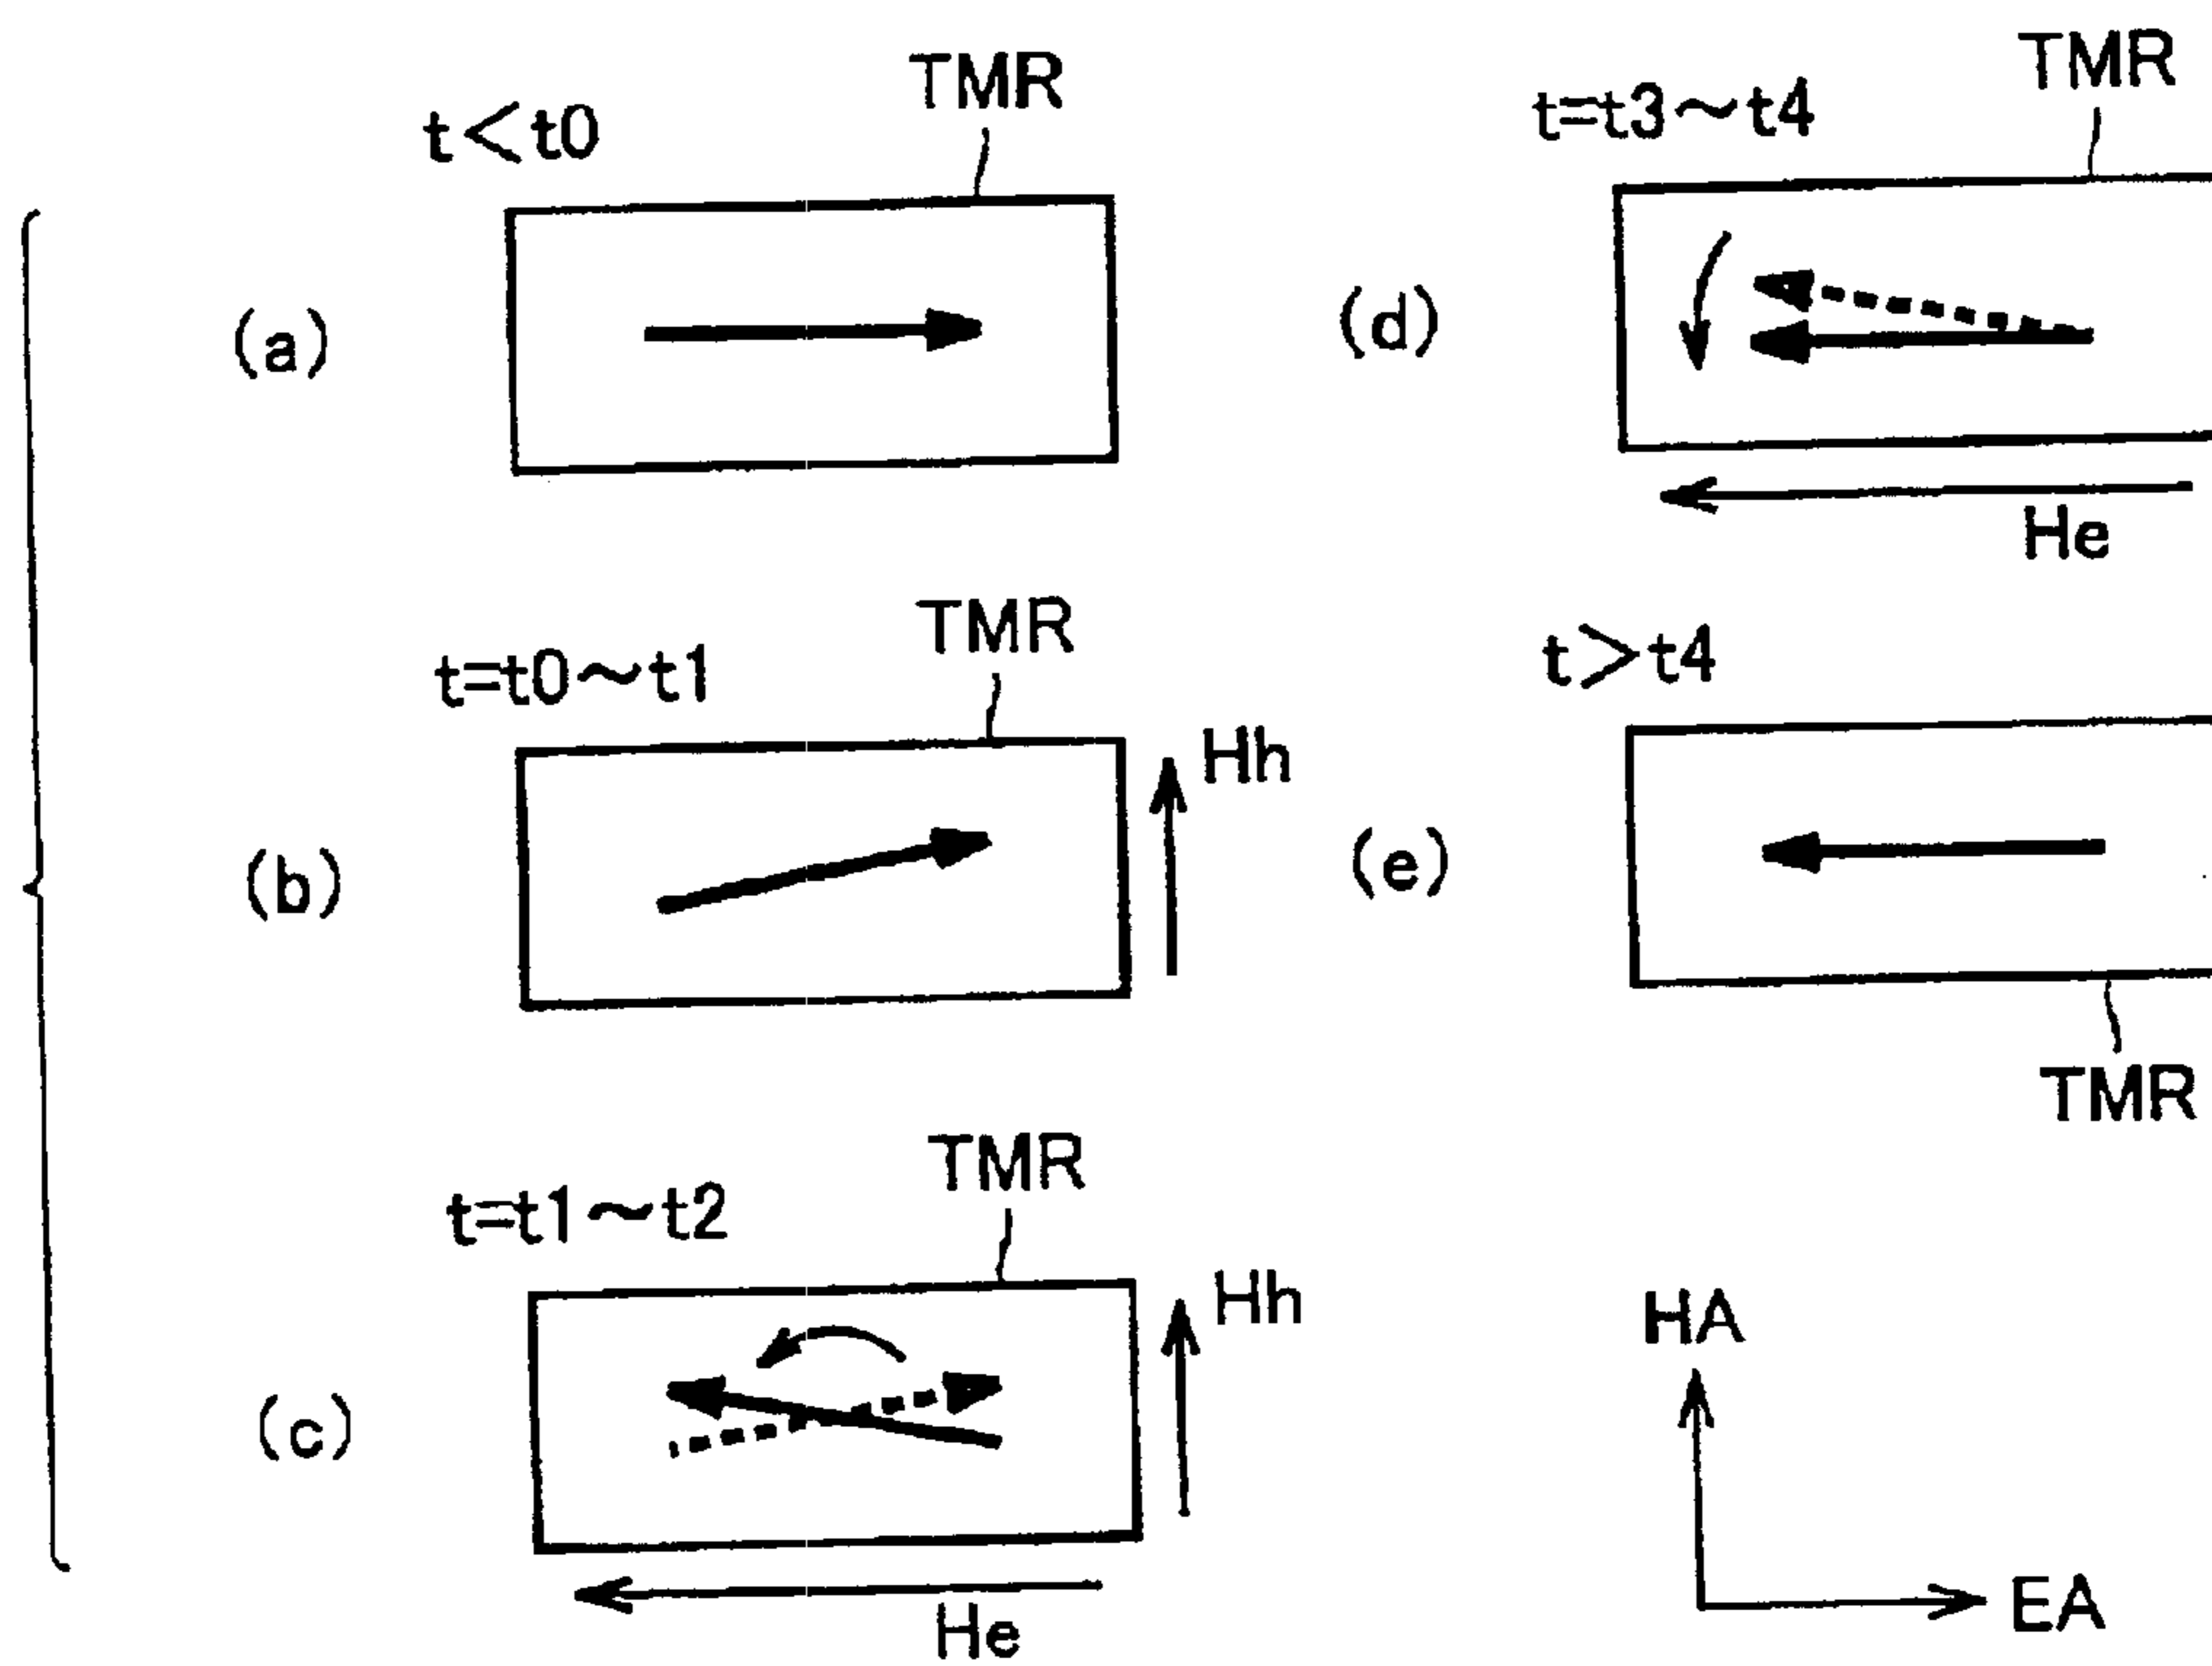 TMR
t<t0
(a)
TMR
t=t0~t1
Hh
(b)
TMR
t=t1~t2
Hh
(c)
He
TMR
t=t3~t4
(d)
He
t>t4
(e)
TMR
HA
EA